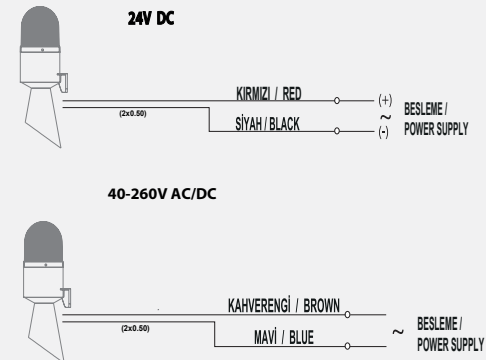 24V DC
KIRMIZI / RED
(+)
(2x0.50)
~
BESLEME /
POWER SUPPLY
SİYAH / BLACK
(-)
40-260V AC/DC
KAHVERENGİ / BROWN
(2x0.50)
~
BESLEME /
POWER SUPPLY
MAVİ / BLUE